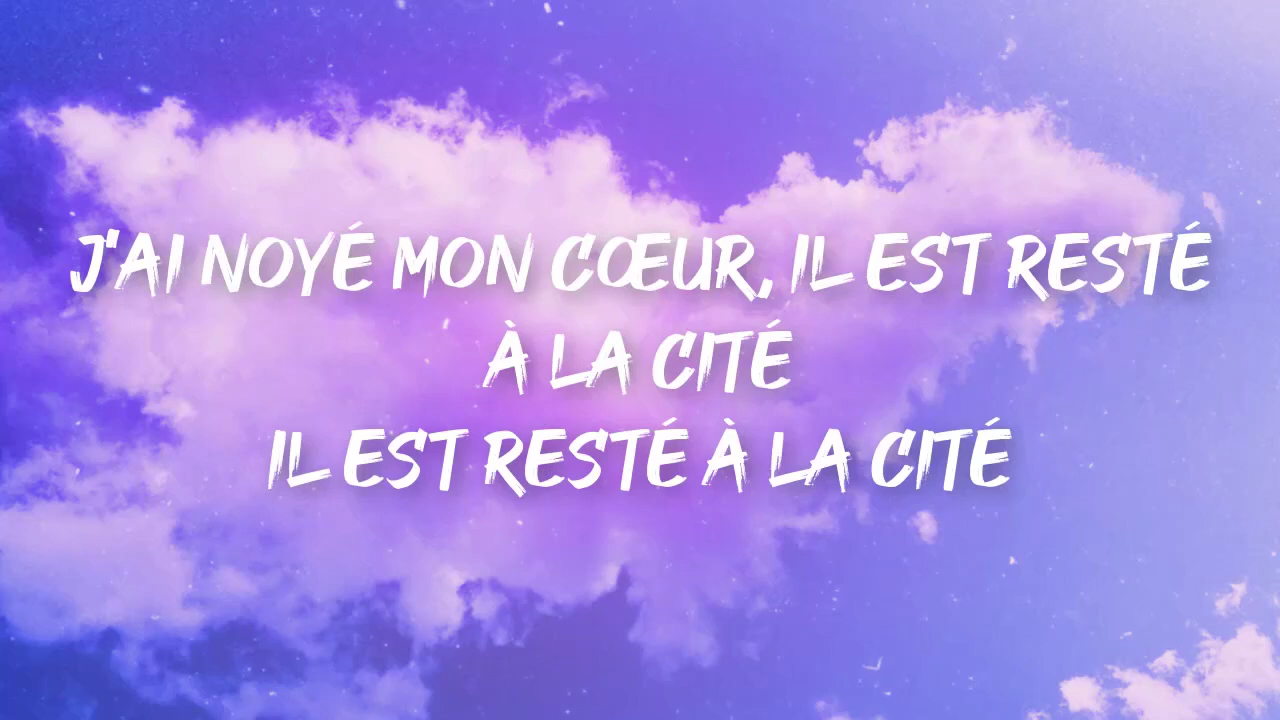 J'AI NOYÉ MON CŒUR, IL EST RESTÉ
À LA CITÉ
IL EST RESTÉ À LA CITÉ